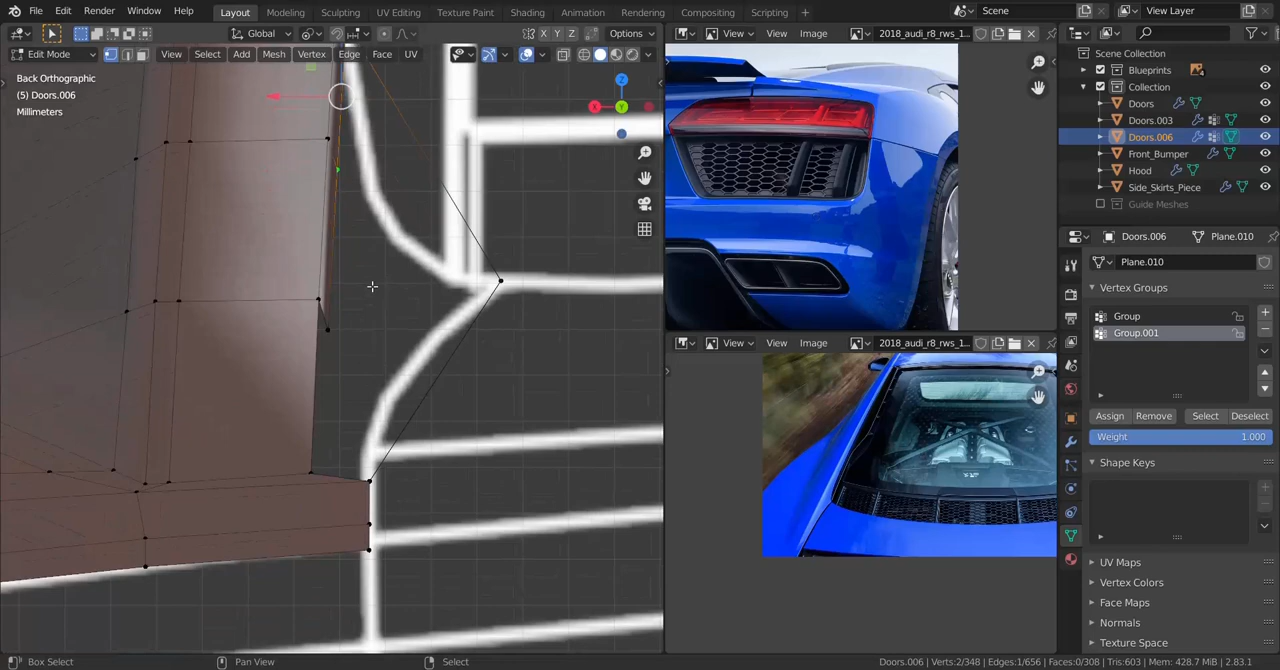 File Edit Render Window Help Layout Modeling Sculpting UV Editing Texture Paint Shading Animation Rendering Compositing Scripting + Scene View Layer
Global X Y Z Options View Image 2018_audi_r8_rws_1...
Edit Mode View Select Add Mesh Vertex Edge Face UV
Back Orthographic
(5) Doors.006
Millimeters
Z
X Y
Scene Collection
Blueprints
Collection
Doors
Doors.003
Doors.006
Front_Bumper
Hood
Side_Skirts_Piece
Guide Meshes
Doors.006 Plane.010
Plane.010
Vertex Groups
Group
Group.001
Assign Remove Select Deselect
Weight 1.000
Shape Keys
UV Maps
Vertex Colors
Face Maps
Normals
Texture Space
View View Image 2018_audi_r8_rws_1...
Box Select Pan View Select Doors.006 | Verts:2/348 | Edges:1/656 | Faces:0/308 | Tris:603 | Mem: 428.7 MiB | 2.83.1